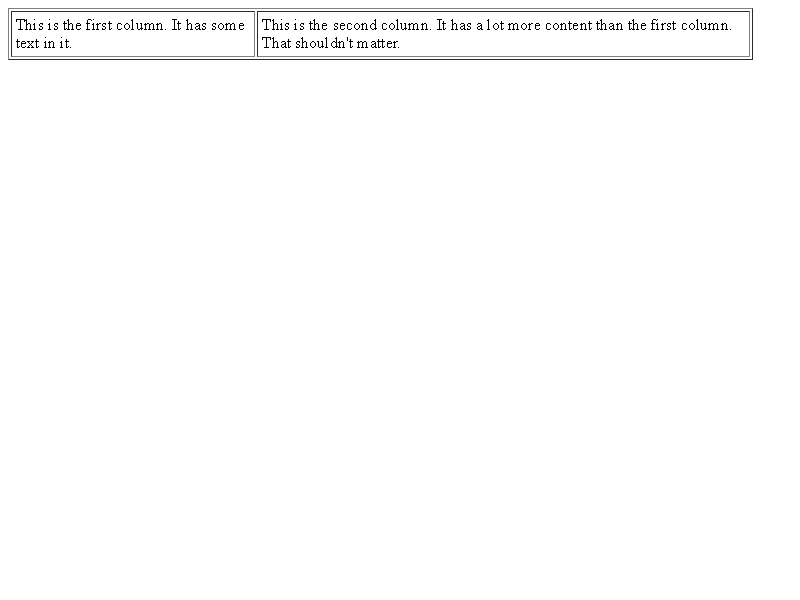 This is the first column. It has some
text in it.
This is the second column. It has a lot more content than the first column.
That shouldn't matter.